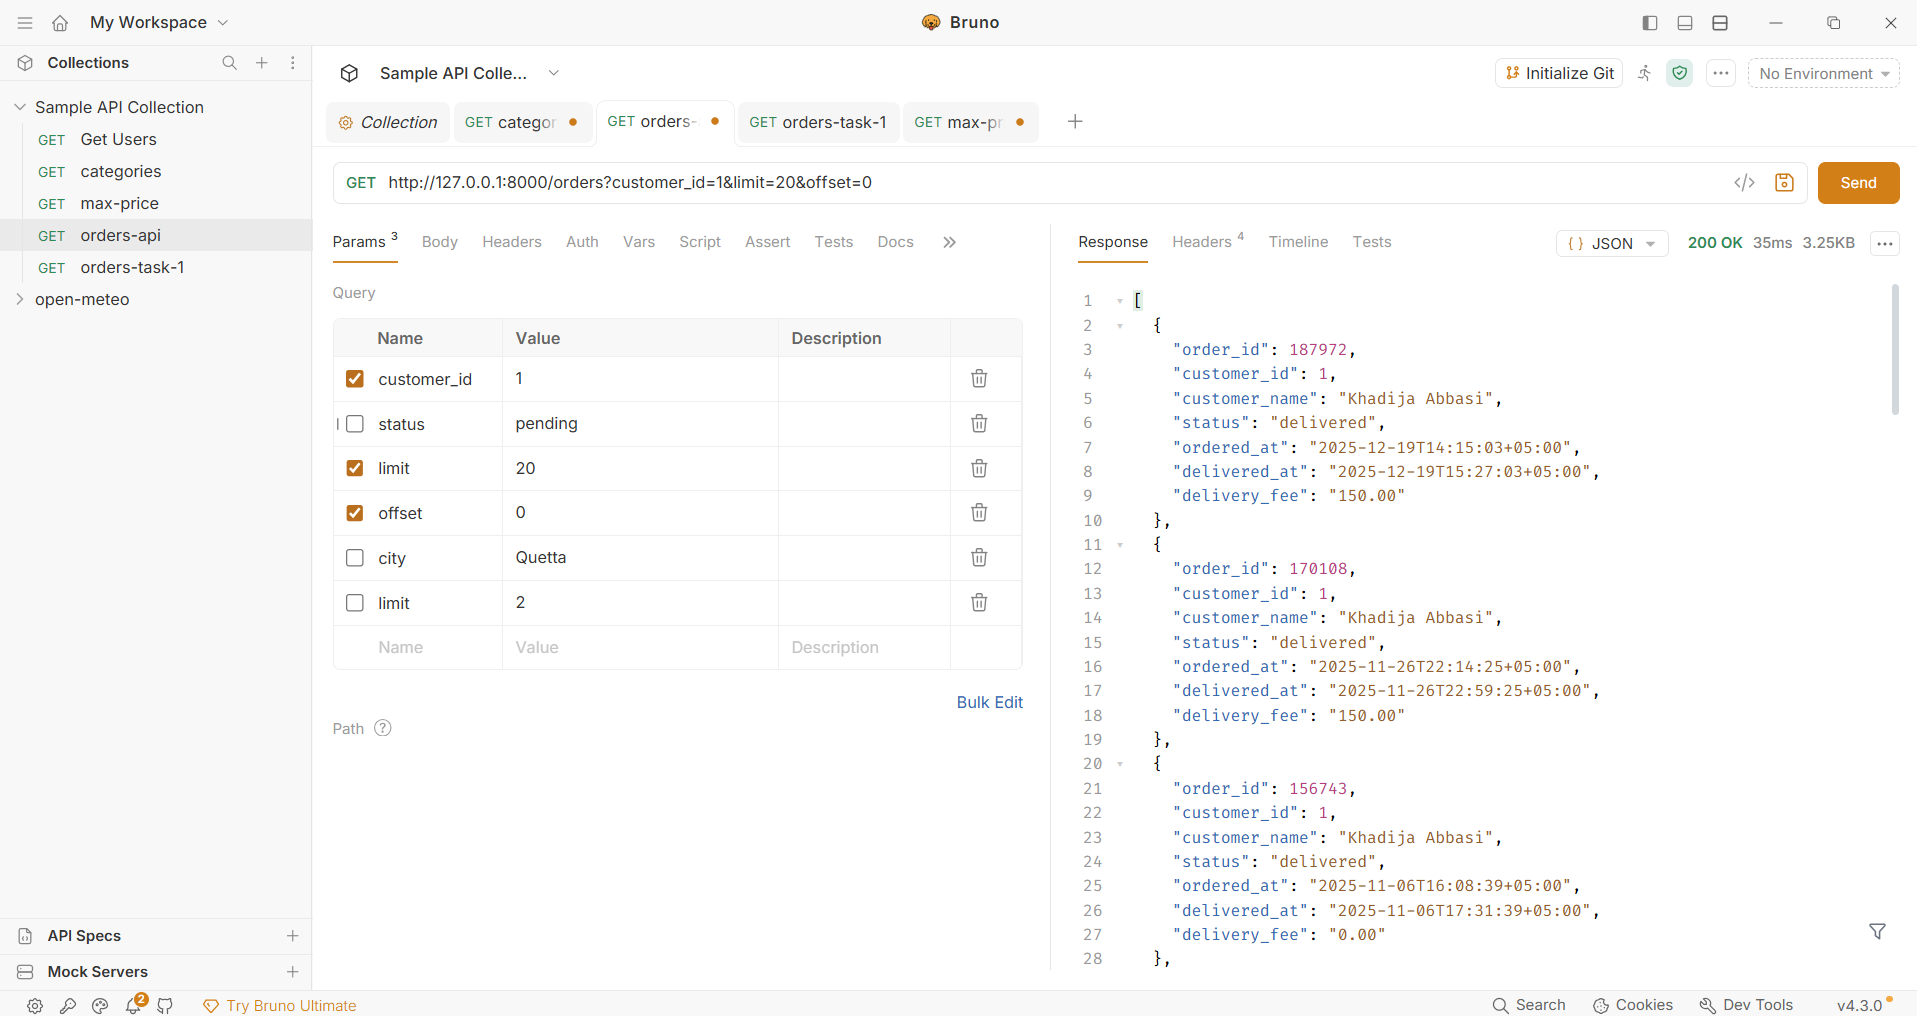 My Workspace
Bruno
Collections
Sample API Collection
GET Get Users
GET categories
GET max-price
GET orders-api
GET orders-task-1
open-meteo
API Specs
Mock Servers
Sample API Colle...
Initialize Git
No Environment
Collection
GET categor
GET orders-
GET orders-task-1
GET max-pr
GET http://127.0.0.1:8000/orders?customer_id=1&limit=20&offset=0
Send
Params 3 Body Headers Auth Vars Script Assert Tests Docs
Query
Name Value Description
customer_id 1
status pending
limit 20
offset 0
city Quetta
limit 2
Name Value Description
Bulk Edit
Path ?
Response Headers 4 Timeline Tests
{ } JSON 200 OK 35ms 3.25KB
1 [
2 {
3 "order_id": 187972,
4 "customer_id": 1,
5 "customer_name": "Khadija Abbasi",
6 "status": "delivered",
7 "ordered_at": "2025-12-19T14:15:03+05:00",
8 "delivered_at": "2025-12-19T15:27:03+05:00",
9 "delivery_fee": "150.00"
10 },
11 {
12 "order_id": 170108,
13 "customer_id": 1,
14 "customer_name": "Khadija Abbasi",
15 "status": "delivered",
16 "ordered_at": "2025-11-26T22:14:25+05:00",
17 "delivered_at": "2025-11-26T22:59:25+05:00",
18 "delivery_fee": "150.00"
19 },
20 {
21 "order_id": 156743,
22 "customer_id": 1,
23 "customer_name": "Khadija Abbasi",
24 "status": "delivered",
25 "ordered_at": "2025-11-06T16:08:39+05:00",
26 "delivered_at": "2025-11-06T17:31:39+05:00",
27 "delivery_fee": "0.00"
28 },
2
Try Bruno Ultimate
Search
Cookies
Dev Tools
v4.3.0